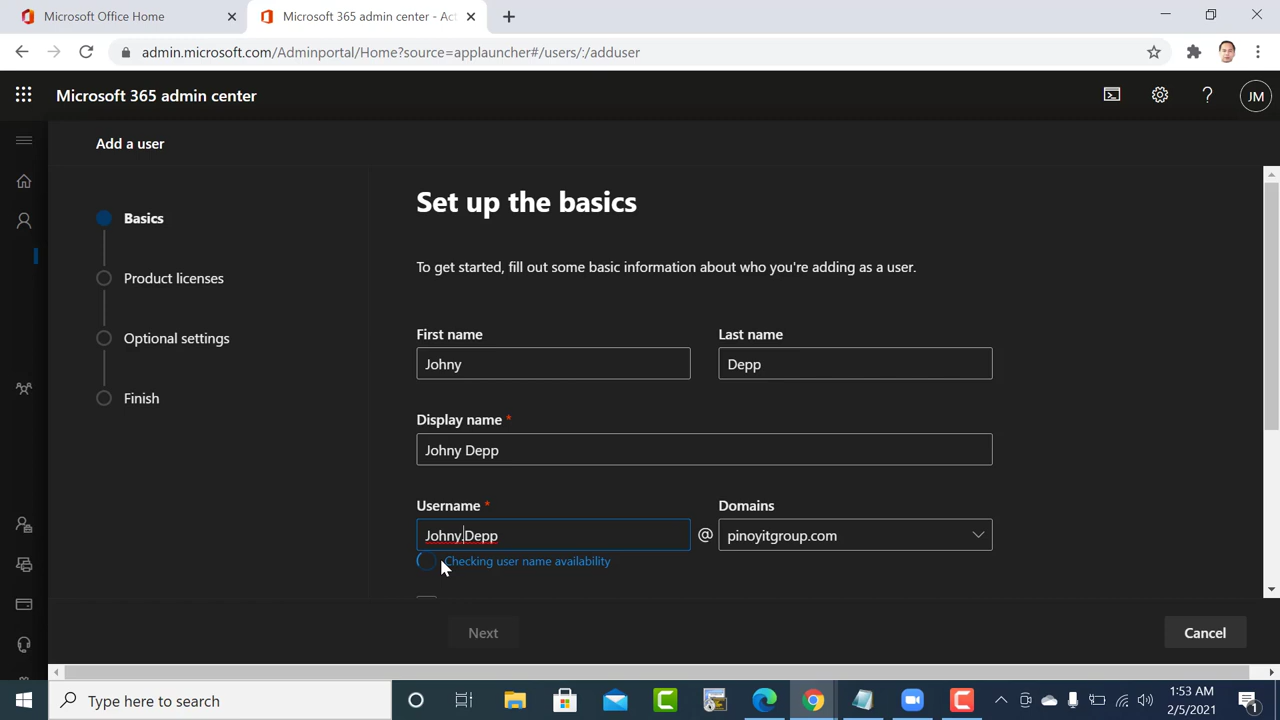 Microsoft Office Home
Microsoft 365 admin center - Act
admin.microsoft.com/Adminportal/Home?source=applauncher#/users/:/adduser
Microsoft 365 admin center
JM
Add a user
Basics
Product licenses
Optional settings
Finish
Set up the basics
To get started, fill out some basic information about who you're adding as a user.
First name
Last name
Johny
Depp
Display name *
Johny Depp
Username *
Domains
Johny.Depp
@
pinoyitgroup.com
Checking user name availability
Next
Cancel
Type here to search
1:53 AM
2/5/2021
1